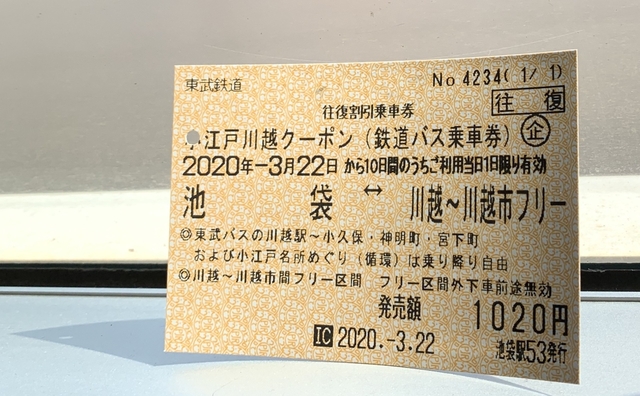 東武鉄道
No 4234( 1/ 1)
往復
往復割引乗車券
小江戸川越クーポン(鉄道バス乗車券) 企
2020年-3月22日から10日間のうちご利用当日1日限り有効
池袋↔川越~川越市フリー
◎東武バスの川越駅~小久保・神明町・宮下町
および小江戸名所めぐり(循環)は乗り降り自由
◎川越~川越市間フリー区間 フリー区間外下車前途無効
発売額 1020円
IC 2020.-3.22 池袋駅53発行